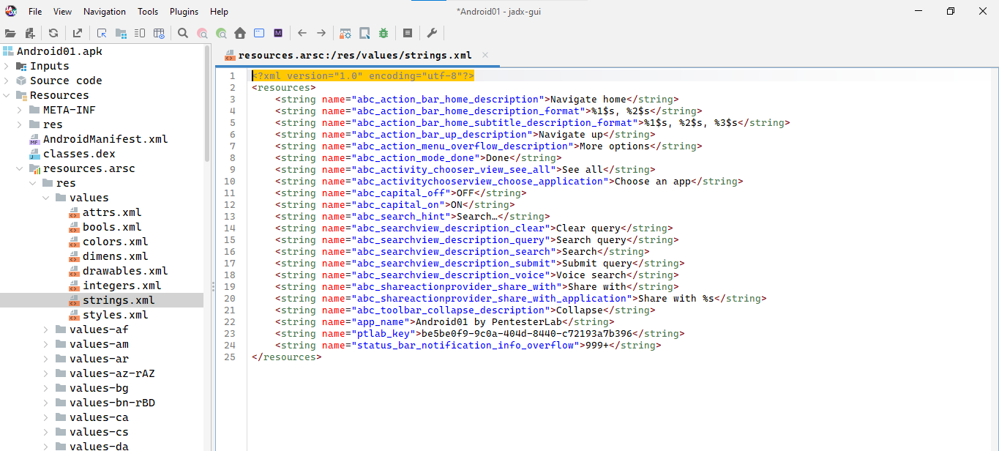 File View Navigation Tools Plugins Help
*Android01 - jadx-gui
Android01.apk
Inputs
Source code
Resources
META-INF
res
AndroidManifest.xml
classes.dex
resources.arsc
res
values
attrs.xml
bools.xml
colors.xml
dimens.xml
drawables.xml
integers.xml
strings.xml
styles.xml
values-af
values-am
values-ar
values-az-rAZ
values-bg
values-bn-rBD
values-ca
values-cs
values-da
resources.arsc:/res/values/strings.xml
1 <?xml version="1.0" encoding="utf-8"?>
2 <resources>
3 <string name="abc_action_bar_home_description">Navigate home</string>
4 <string name="abc_action_bar_home_description_format">%1$s, %2$s</string>
5 <string name="abc_action_bar_home_subtitle_description_format">%1$s, %2$s, %3$s</string>
6 <string name="abc_action_bar_up_description">Navigate up</string>
7 <string name="abc_action_menu_overflow_description">More options</string>
8 <string name="abc_action_mode_done">Done</string>
9 <string name="abc_activity_chooser_view_see_all">See all</string>
10 <string name="abc_activitychooserview_choose_application">Choose an app</string>
11 <string name="abc_capital_off">OFF</string>
12 <string name="abc_capital_on">ON</string>
13 <string name="abc_search_hint">Search…</string>
14 <string name="abc_searchview_description_clear">Clear query</string>
15 <string name="abc_searchview_description_query">Search query</string>
16 <string name="abc_searchview_description_search">Search</string>
17 <string name="abc_searchview_description_submit">Submit query</string>
18 <string name="abc_searchview_description_voice">Voice search</string>
19 <string name="abc_shareactionprovider_share_with">Share with</string>
20 <string name="abc_shareactionprovider_share_with_application">Share with %s</string>
21 <string name="abc_toolbar_collapse_description">Collapse</string>
22 <string name="app_name">Android01 by PentesterLab</string>
23 <string name="ptlab_key">be5be0f9-9c0a-404d-8440-c72193a7b396</string>
24 <string name="status_bar_notification_info_overflow">999+</string>
25 </resources>